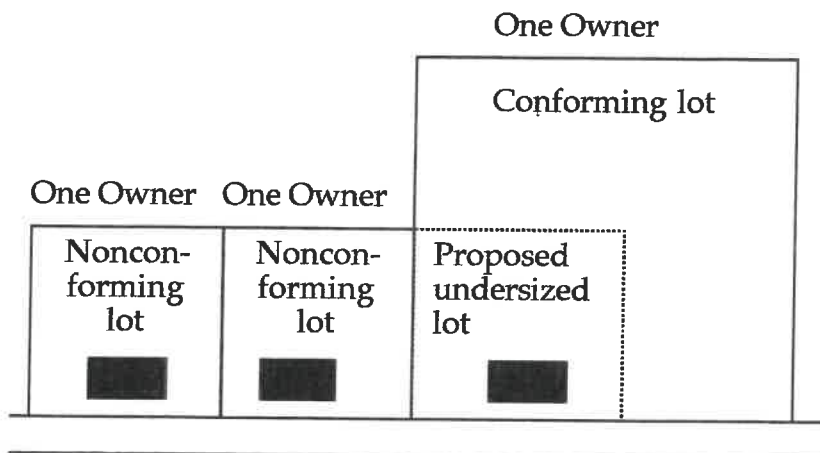 One Owner
Conforming lot
One Owner
One Owner
Noncon-
forming
lot
Noncon-
forming
lot
Proposed
undersized
lot